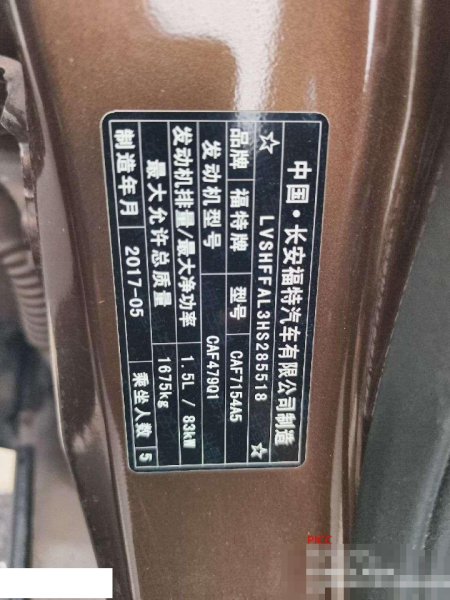 中国·长安福特汽车有限公司制造
☆LVSHFFAL3HS285518☆
品牌 福特牌 型号 CAF7154A5
发动机型号 CAF479Q1
发动机排量/最大净功率 1.5L / 83kW
最大允许总质量 1675kg
制造年月 2017-05 乘坐人数 5
PICC